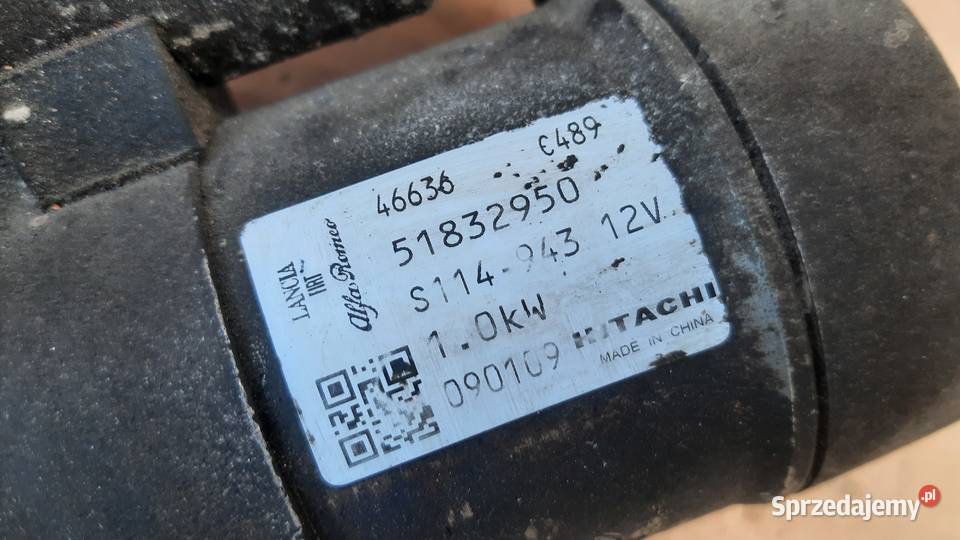 46636 C489
51832950
S114-943 12V
1.0kW
090109 HITACHI
MADE IN CHINA
LANCIA
FIAT
Alfa Romeo
Sprzedajemy.pl